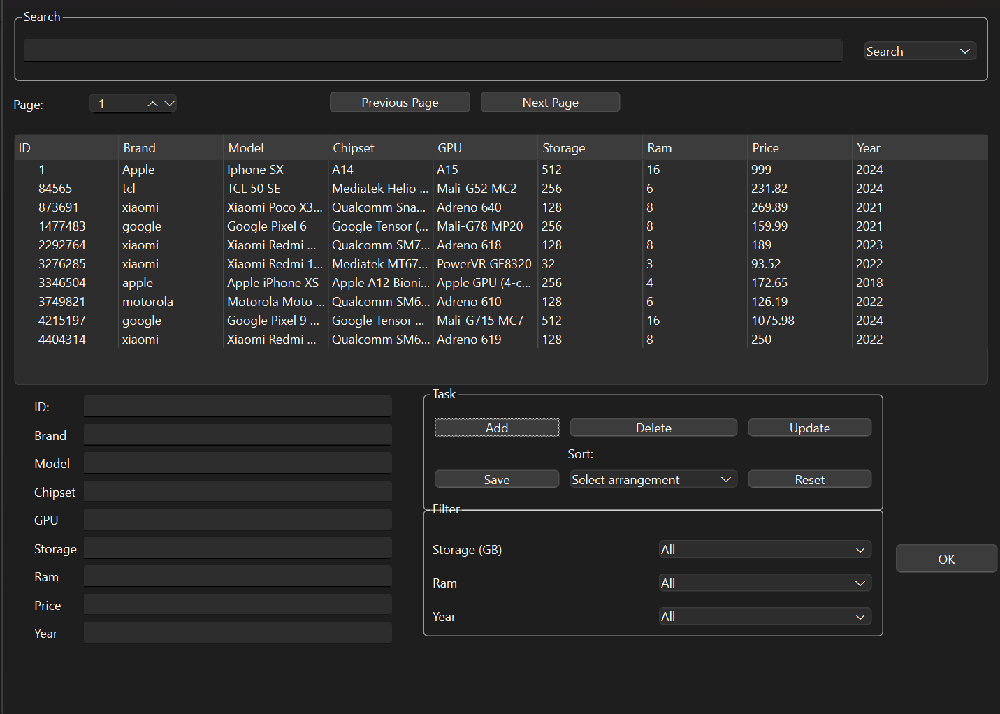 Search
Search
Page: 1 Previous Page Next Page
ID Brand Model Chipset GPU Storage Ram Price Year
1 Apple Iphone SX A14 A15 512 16 999 2024
84565 tcl TCL 50 SE Mediatek Helio ... Mali-G52 MC2 256 6 231.82 2024
873691 xiaomi Xiaomi Poco X3... Qualcomm Sna... Adreno 640 128 8 269.89 2021
1477483 google Google Pixel 6 Google Tensor (... Mali-G78 MP20 256 8 159.99 2021
2292764 xiaomi Xiaomi Redmi ... Qualcomm SM7... Adreno 618 128 8 189 2023
3276285 xiaomi Xiaomi Redmi 1... Mediatek MT67... PowerVR GE8320 32 3 93.52 2022
3346504 apple Apple iPhone XS Apple A12 Bioni... Apple GPU (4-c... 256 4 172.65 2018
3749821 motorola Motorola Moto ... Qualcomm SM6... Adreno 610 128 6 126.19 2022
4215197 google Google Pixel 9 ... Google Tensor ... Mali-G715 MC7 512 16 1075.98 2024
4404314 xiaomi Xiaomi Redmi ... Qualcomm SM6... Adreno 619 128 8 250 2022
ID:
Brand
Model
Chipset
GPU
Storage
Ram
Price
Year
Task
Add Delete Update
Sort:
Save Select arrangement Reset
Filter
Storage (GB) All
Ram All
Year All
OK